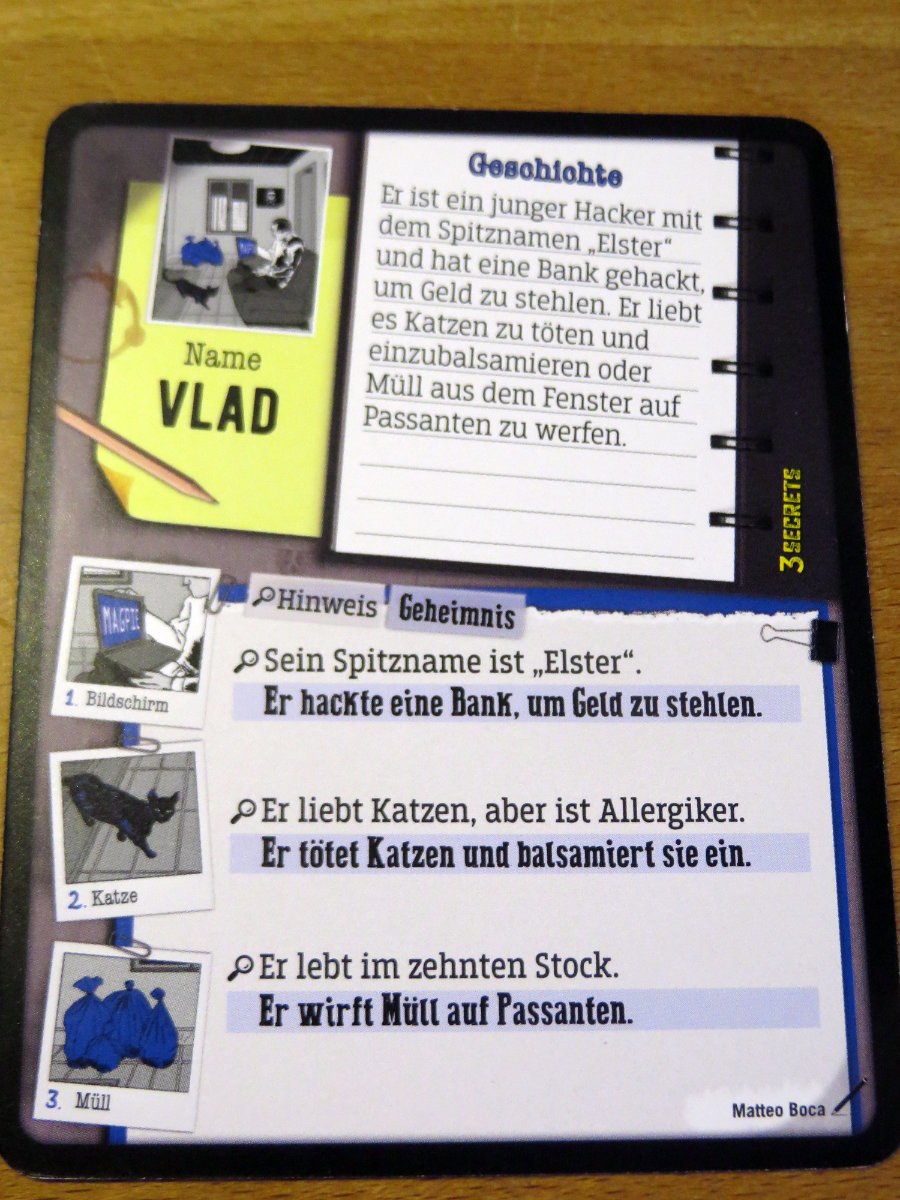 Name
VLAD
Geschichte
Er ist ein junger Hacker mit
dem Spitznamen „Elster“
und hat eine Bank gehackt,
um Geld zu stehlen. Er liebt
es Katzen zu töten und
einzubalsamieren oder
Müll aus dem Fenster auf
Passanten zu werfen.
3 SECRETS
MAGPIE
1. Bildschirm
Hinweis Geheimnis
Sein Spitzname ist „Elster“.
Er hackte eine Bank, um Geld zu stehlen.
2. Katze
Er liebt Katzen, aber ist Allergiker.
Er tötet Katzen und balsamiert sie ein.
3. Müll
Er lebt im zehnten Stock.
Er wirft Müll auf Passanten.
Matteo Boca